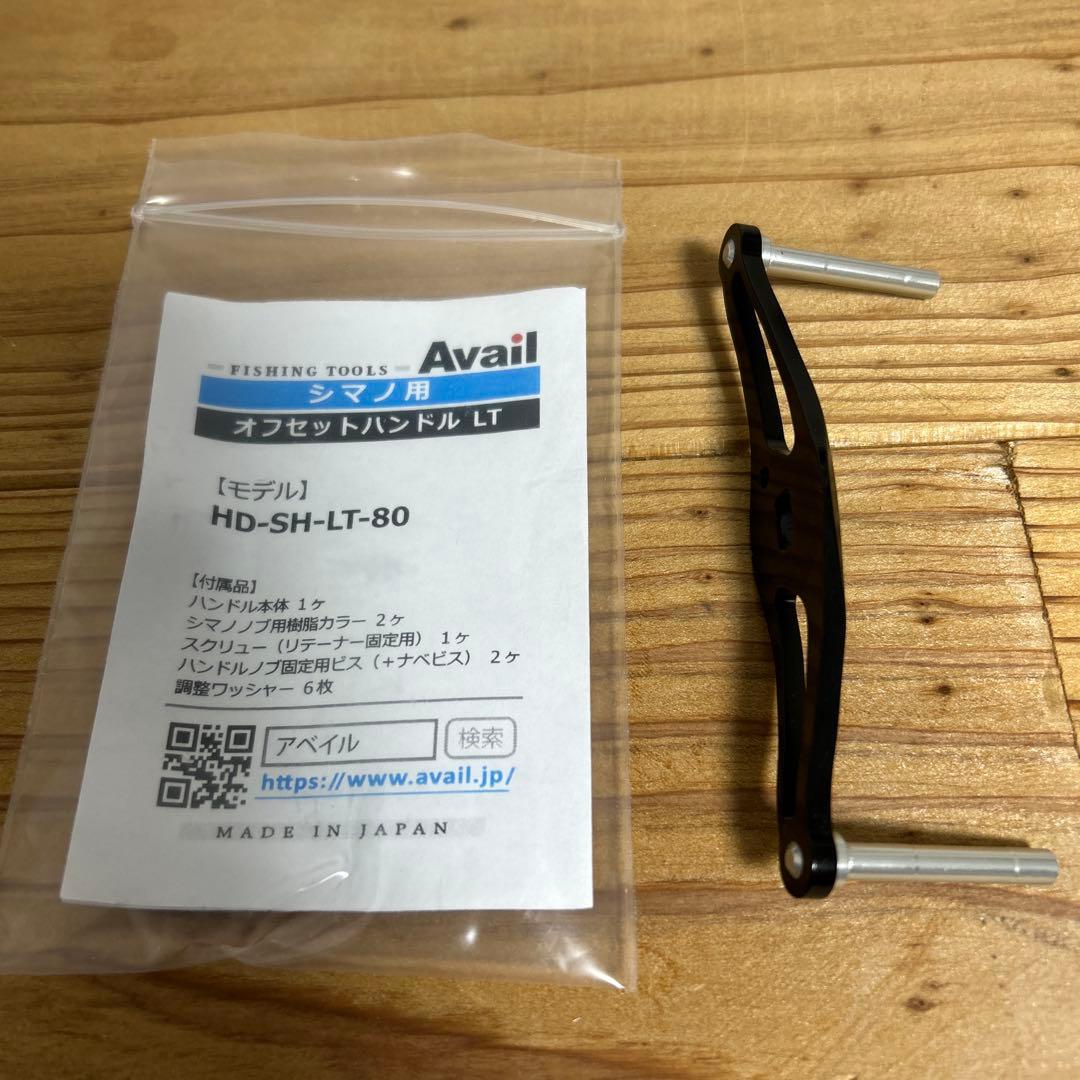 FISHING TOOLS Avail
シマノ用
オフセットハンドル LT
【モデル】
HD-SH-LT-80
【付属品】
ハンドル本体 1ヶ
シマノノブ用樹脂カラー 2ヶ
スクリュー（リテーナー固定用） 1ヶ
ハンドルノブ固定用ビス（＋ナベビス） 2ヶ
調整ワッシャー 6枚
アベイル 検索
https://www.avail.jp/
MADE IN JAPAN